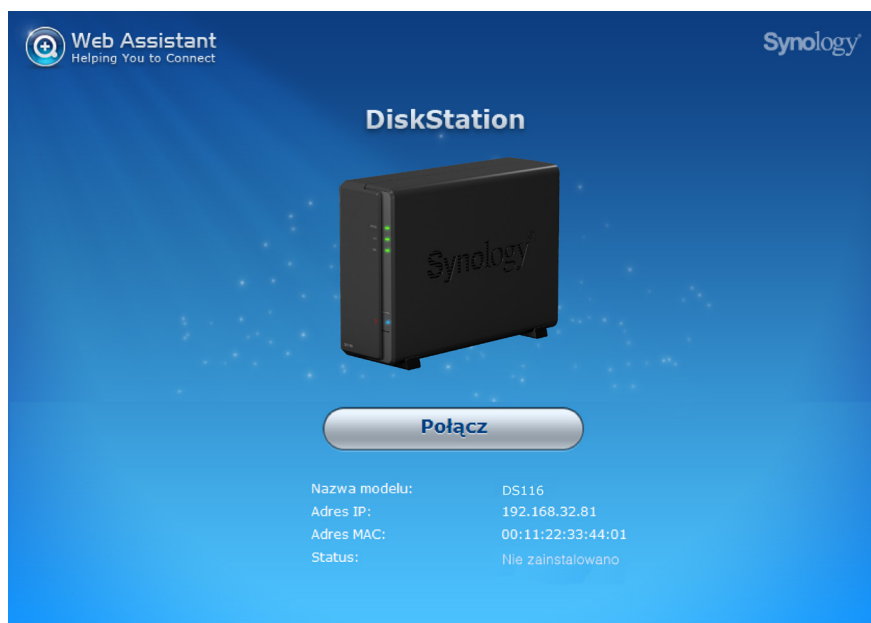 Web Assistant
Helping You to Connect
Synology
DiskStation
Synology
Połącz
Nazwa modelu: DS116
Adres IP: 192.168.32.81
Adres MAC: 00:11:22:33:44:01
Status: Nie zainstalowano